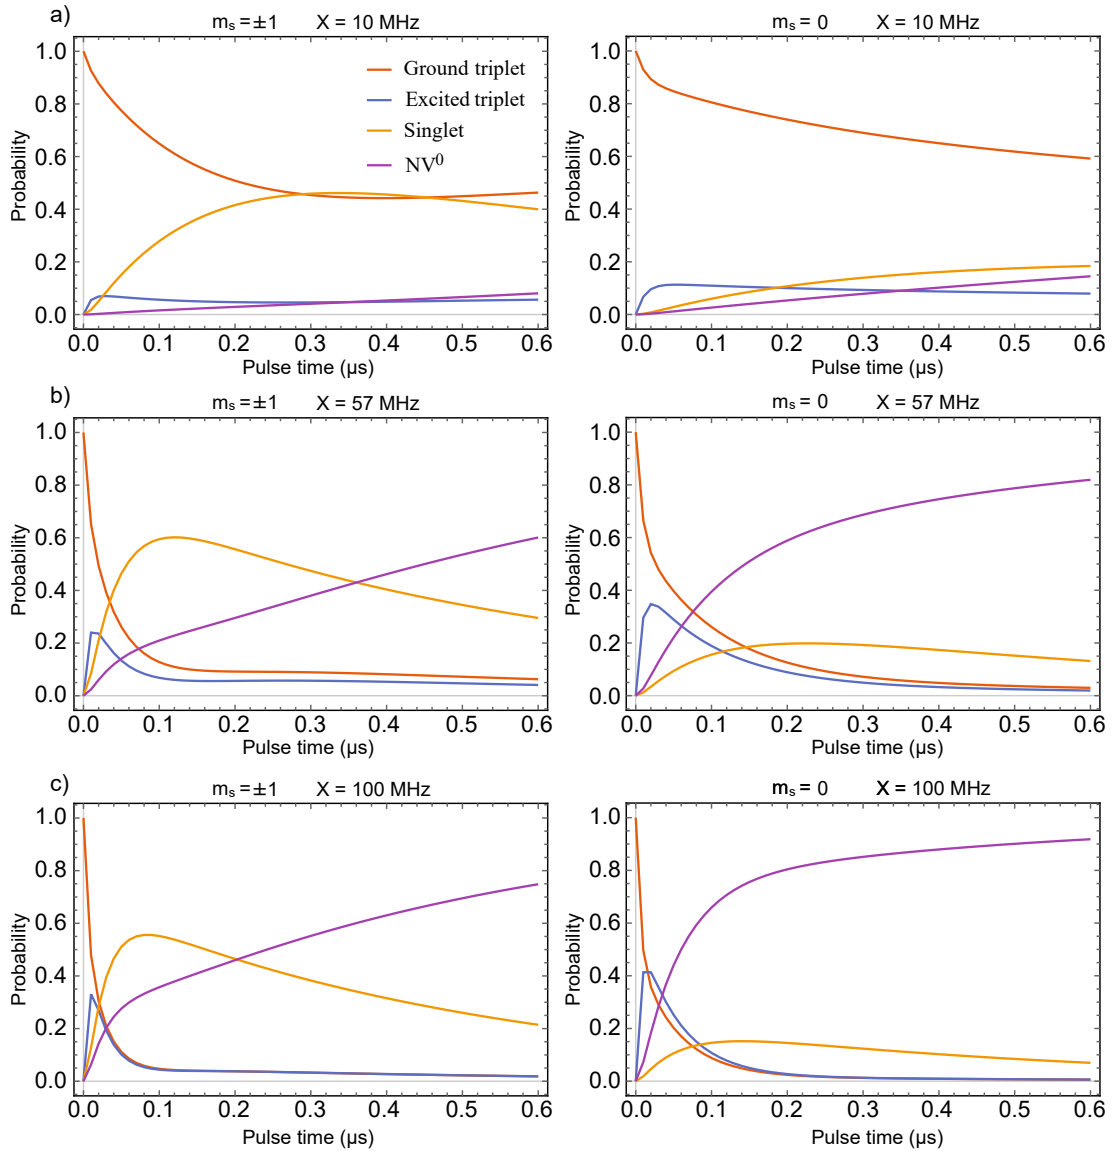 a)
m_s = ±1 X = 10 MHz
m_s = 0 X = 10 MHz
Probability
1.0
0.8
0.6
0.4
0.2
0.0
Ground triplet
Excited triplet
Singlet
NV⁰
0.0 0.1 0.2 0.3 0.4 0.5 0.6
Pulse time (µs)
Probability
1.0
0.8
0.6
0.4
0.2
0.0
0.0 0.1 0.2 0.3 0.4 0.5 0.6
Pulse time (µs)
b)
m_s = ±1 X = 57 MHz
m_s = 0 X = 57 MHz
Probability
1.0
0.8
0.6
0.4
0.2
0.0
0.0 0.1 0.2 0.3 0.4 0.5 0.6
Pulse time (µs)
Probability
1.0
0.8
0.6
0.4
0.2
0.0
0.0 0.1 0.2 0.3 0.4 0.5 0.6
Pulse time (µs)
c)
m_s = ±1 X = 100 MHz
m_s = 0 X = 100 MHz
Probability
1.0
0.8
0.6
0.4
0.2
0.0
0.0 0.1 0.2 0.3 0.4 0.5 0.6
Pulse time (µs)
Probability
1.0
0.8
0.6
0.4
0.2
0.0
0.0 0.1 0.2 0.3 0.4 0.5 0.6
Pulse time (µs)